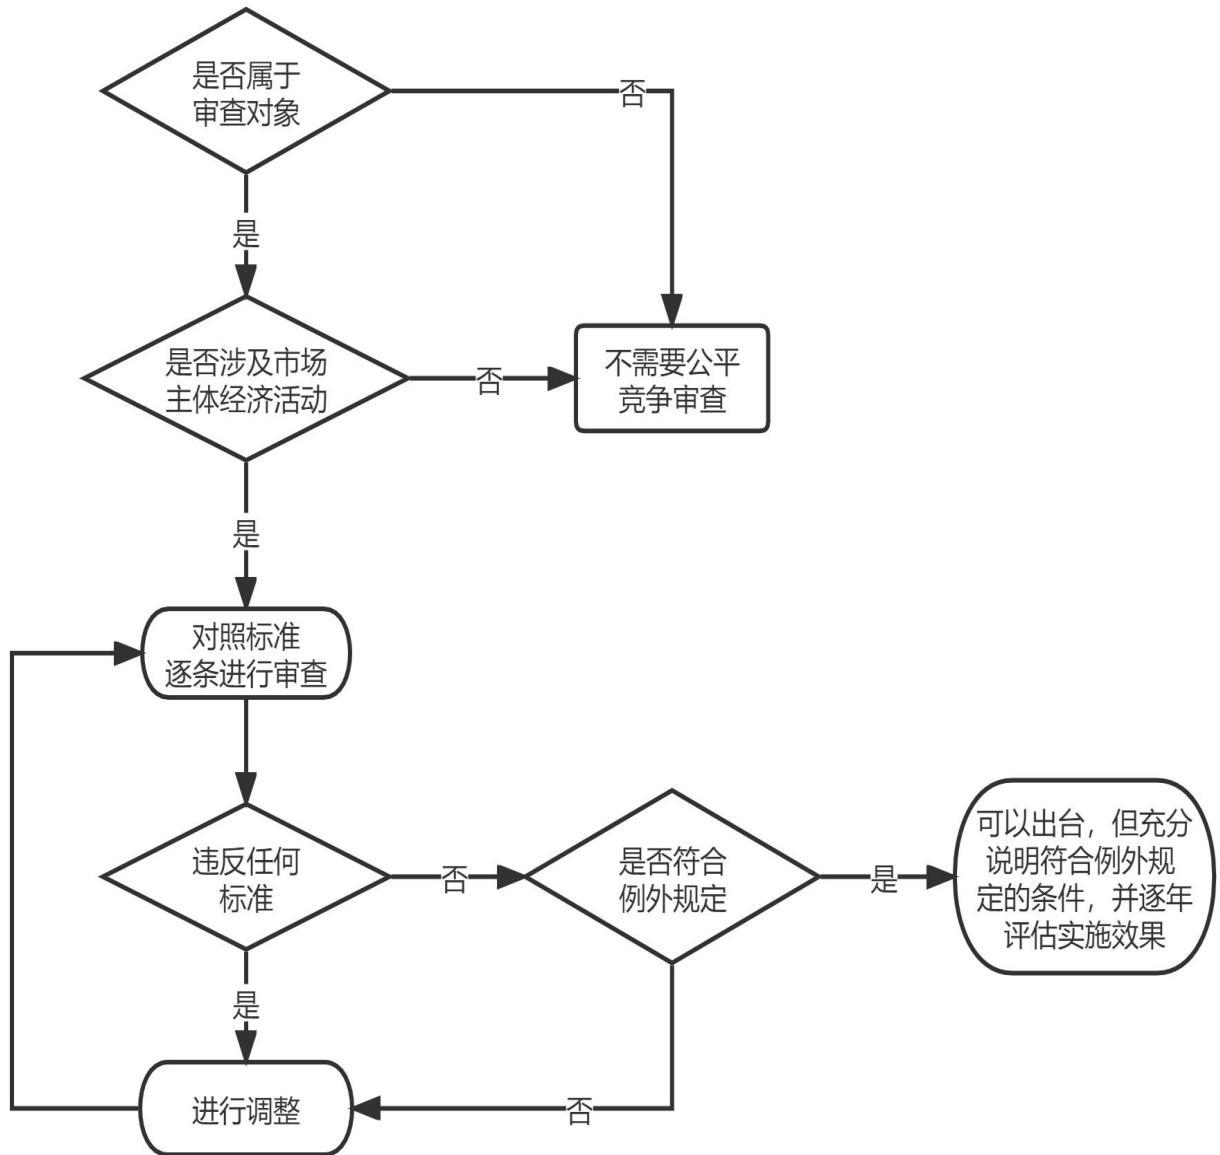 是否属于
审查对象
否
是
是否涉及市场
主体经济活动
否
不需要公平
竞争审查
是
对照标准
逐条进行审查
违反任何
标准
否
是否符合
例外规定
是
可以出台，但充分
说明符合例外规
定的条件，并逐年
评估实施效果
是
进行调整
否